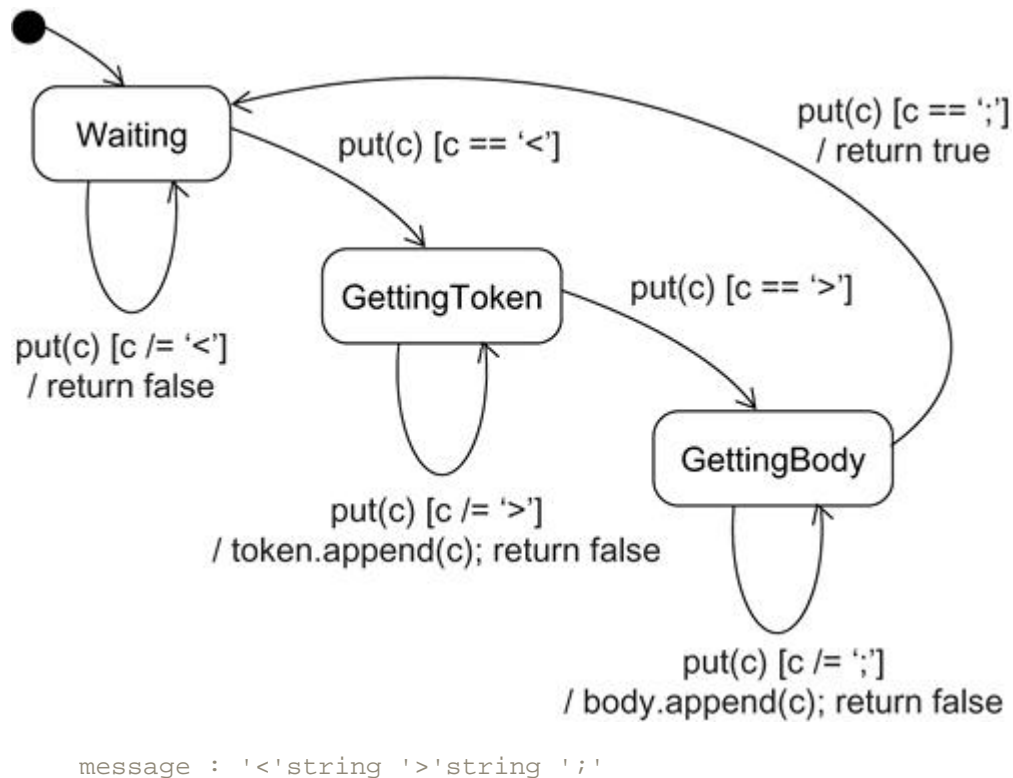 Waiting
put(c) [c == ‘<’]
put(c) [c == ‘;’]
/ return true
GettingToken
put(c) [c == ‘>’]
put(c) [c /= ‘<’]
/ return false
GettingBody
put(c) [c /= ‘>’]
/ token.append(c); return false
put(c) [c /= ‘;’]
/ body.append(c); return false
message : '<'string '>'string ';'